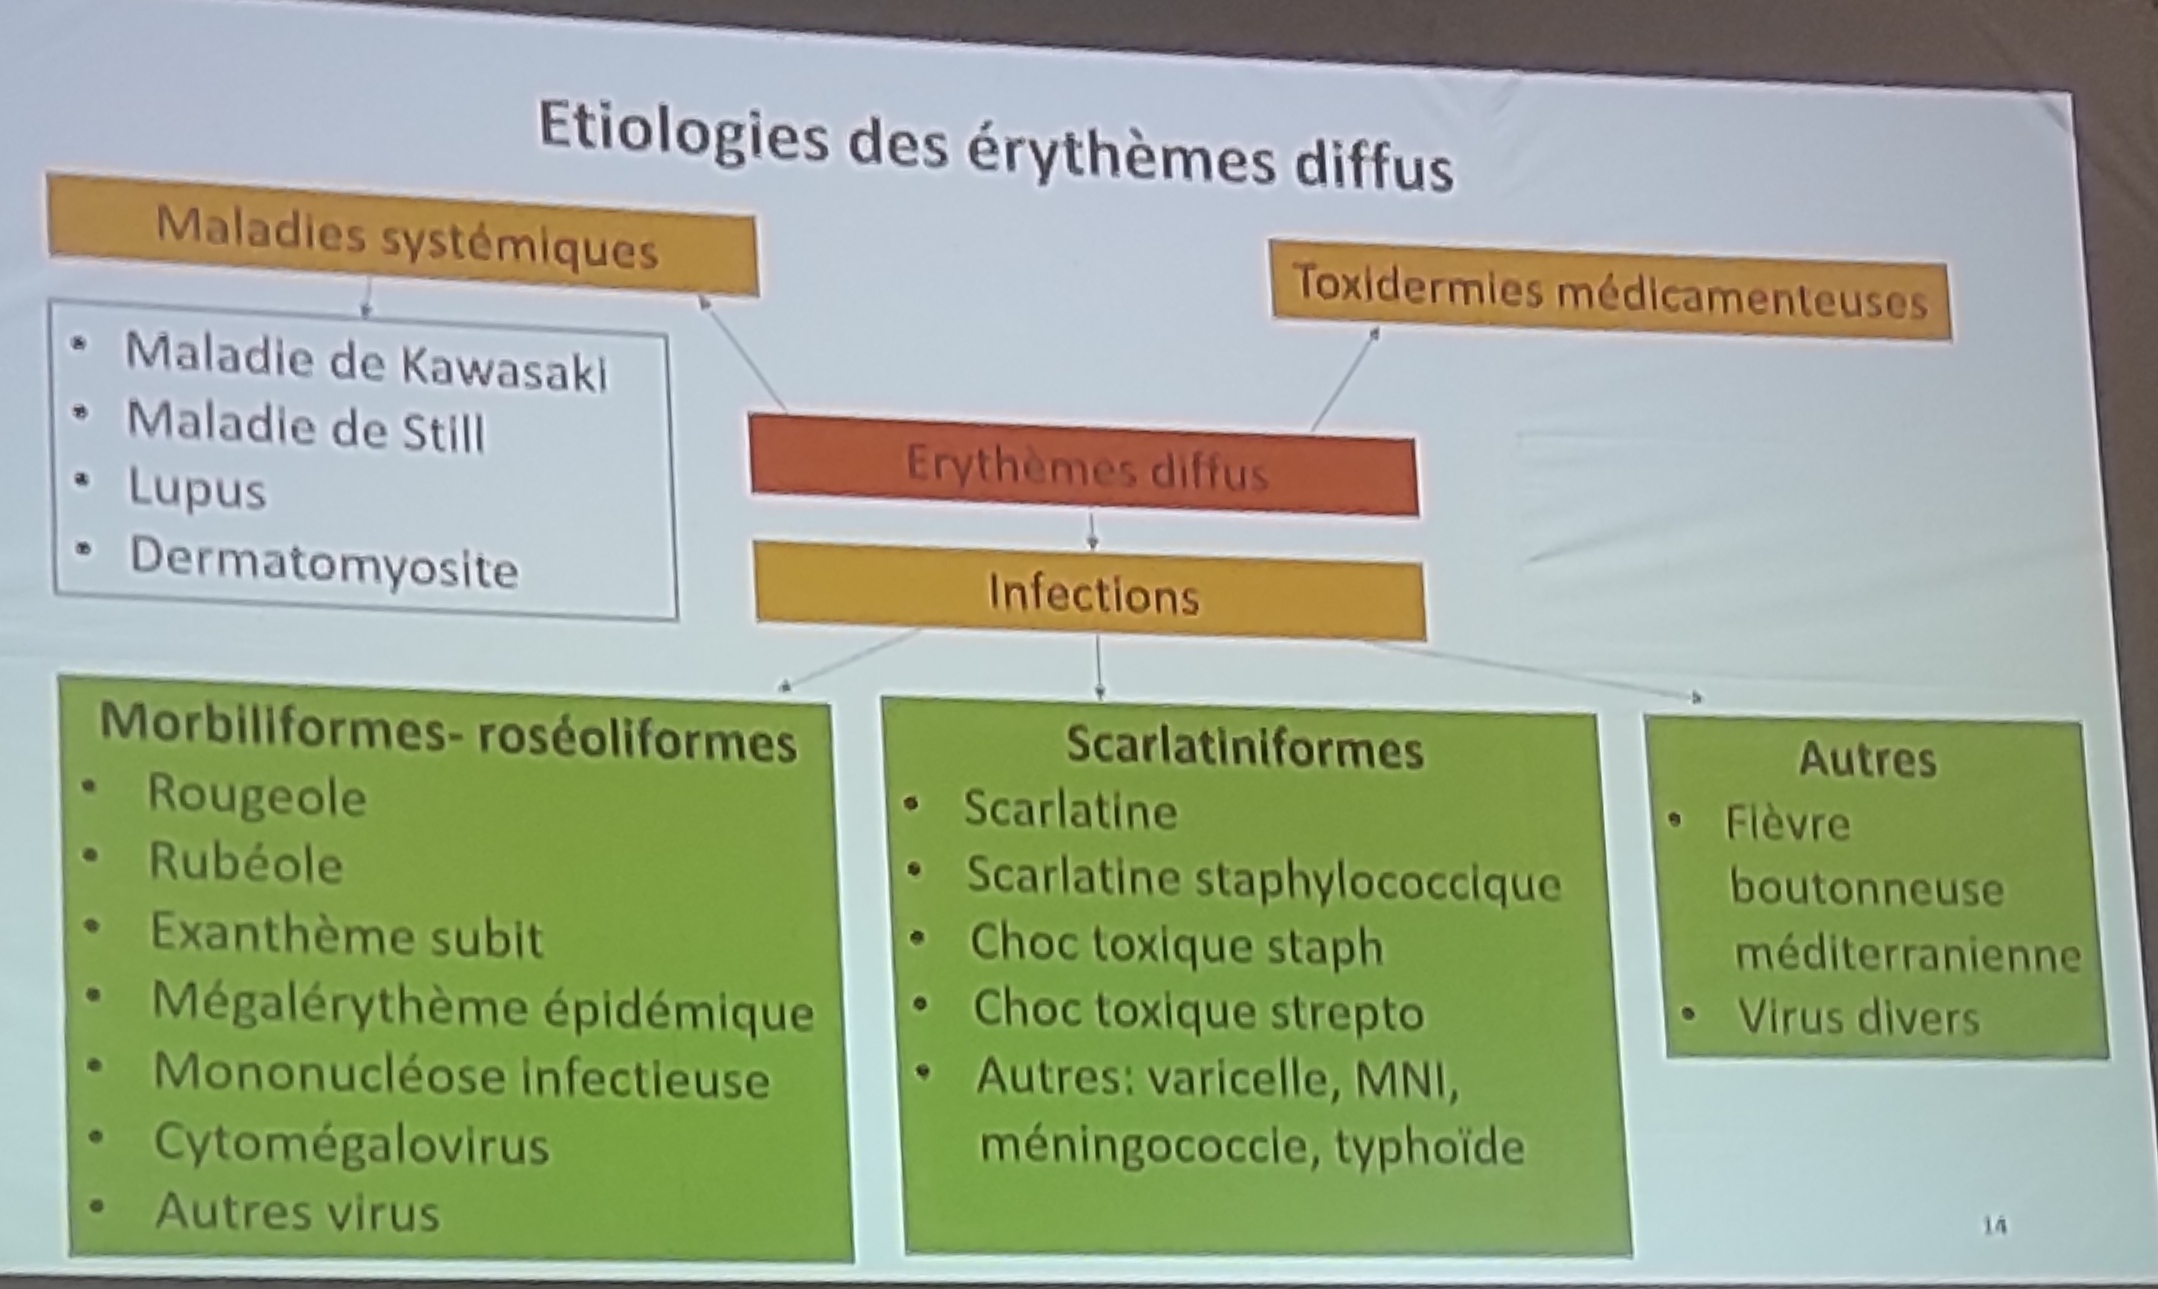 Etiologies des érythèmes diffus
Maladies systémiques
Toxidermies médicamenteuses
• Maladie de Kawasaki
• Maladie de Still
• Lupus
• Dermatomyosite
Erythèmes diffus
Infections
Morbiliformes- roséoliformes
• Rougeole
• Rubéole
• Exanthème subit
• Mégalérythème épidémique
• Mononucléose infectieuse
• Cytomégalovirus
• Autres virus
Scarlatiniformes
• Scarlatine
• Scarlatine staphylococcique
• Choc toxique staph
• Choc toxique strepto
• Autres: varicelle, MNI,
méningococcie, typhoïde
Autres
• Fièvre
boutonneuse
méditerranienne
• Virus divers